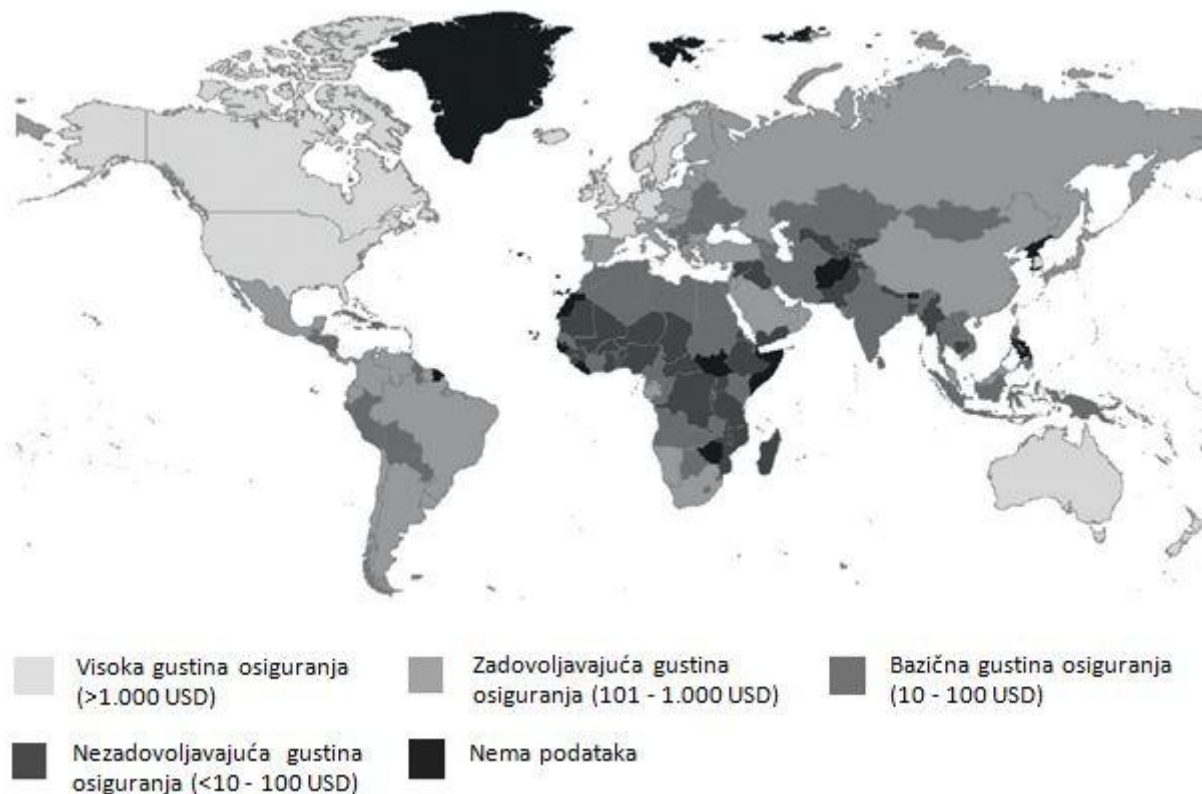 Visoka gustina osiguranja
(>1.000 USD)
Zadovoljavajuća gustina
osiguranja (101 - 1.000 USD)
Bazična gustina osiguranja
(10 - 100 USD)
Nezadovoljavajuća gustina
osiguranja (<10 - 100 USD)
Nema podataka